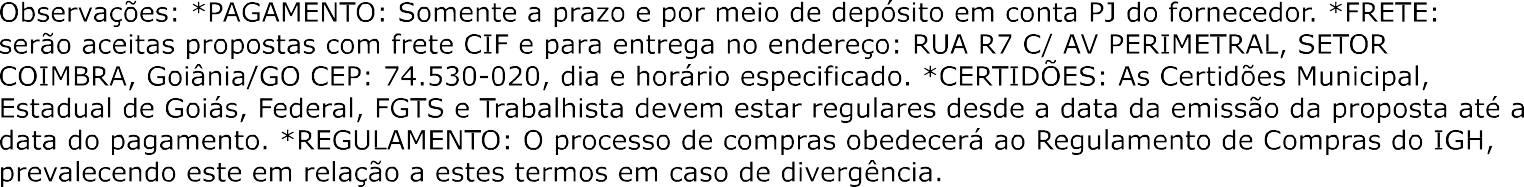 Observações: *PAGAMENTO: Somente a prazo e por meio de depósito em conta PJ do fornecedor. *FRETE:
serão aceitas propostas com frete CIF e para entrega no endereço: RUA R7 C/ AV PERIMETRAL, SETOR
COIMBRA, Goiânia/GO CEP: 74.530-020, dia e horário especificado. *CERTIDÕES: As Certidões Municipal,
Estadual de Goiás, Federal, FGTS e Trabalhista devem estar regulares desde a data da emissão da proposta até a
data do pagamento. *REGULAMENTO: O processo de compras obedecerá ao Regulamento de Compras do IGH,
prevalecendo este em relação a estes termos em caso de divergência.